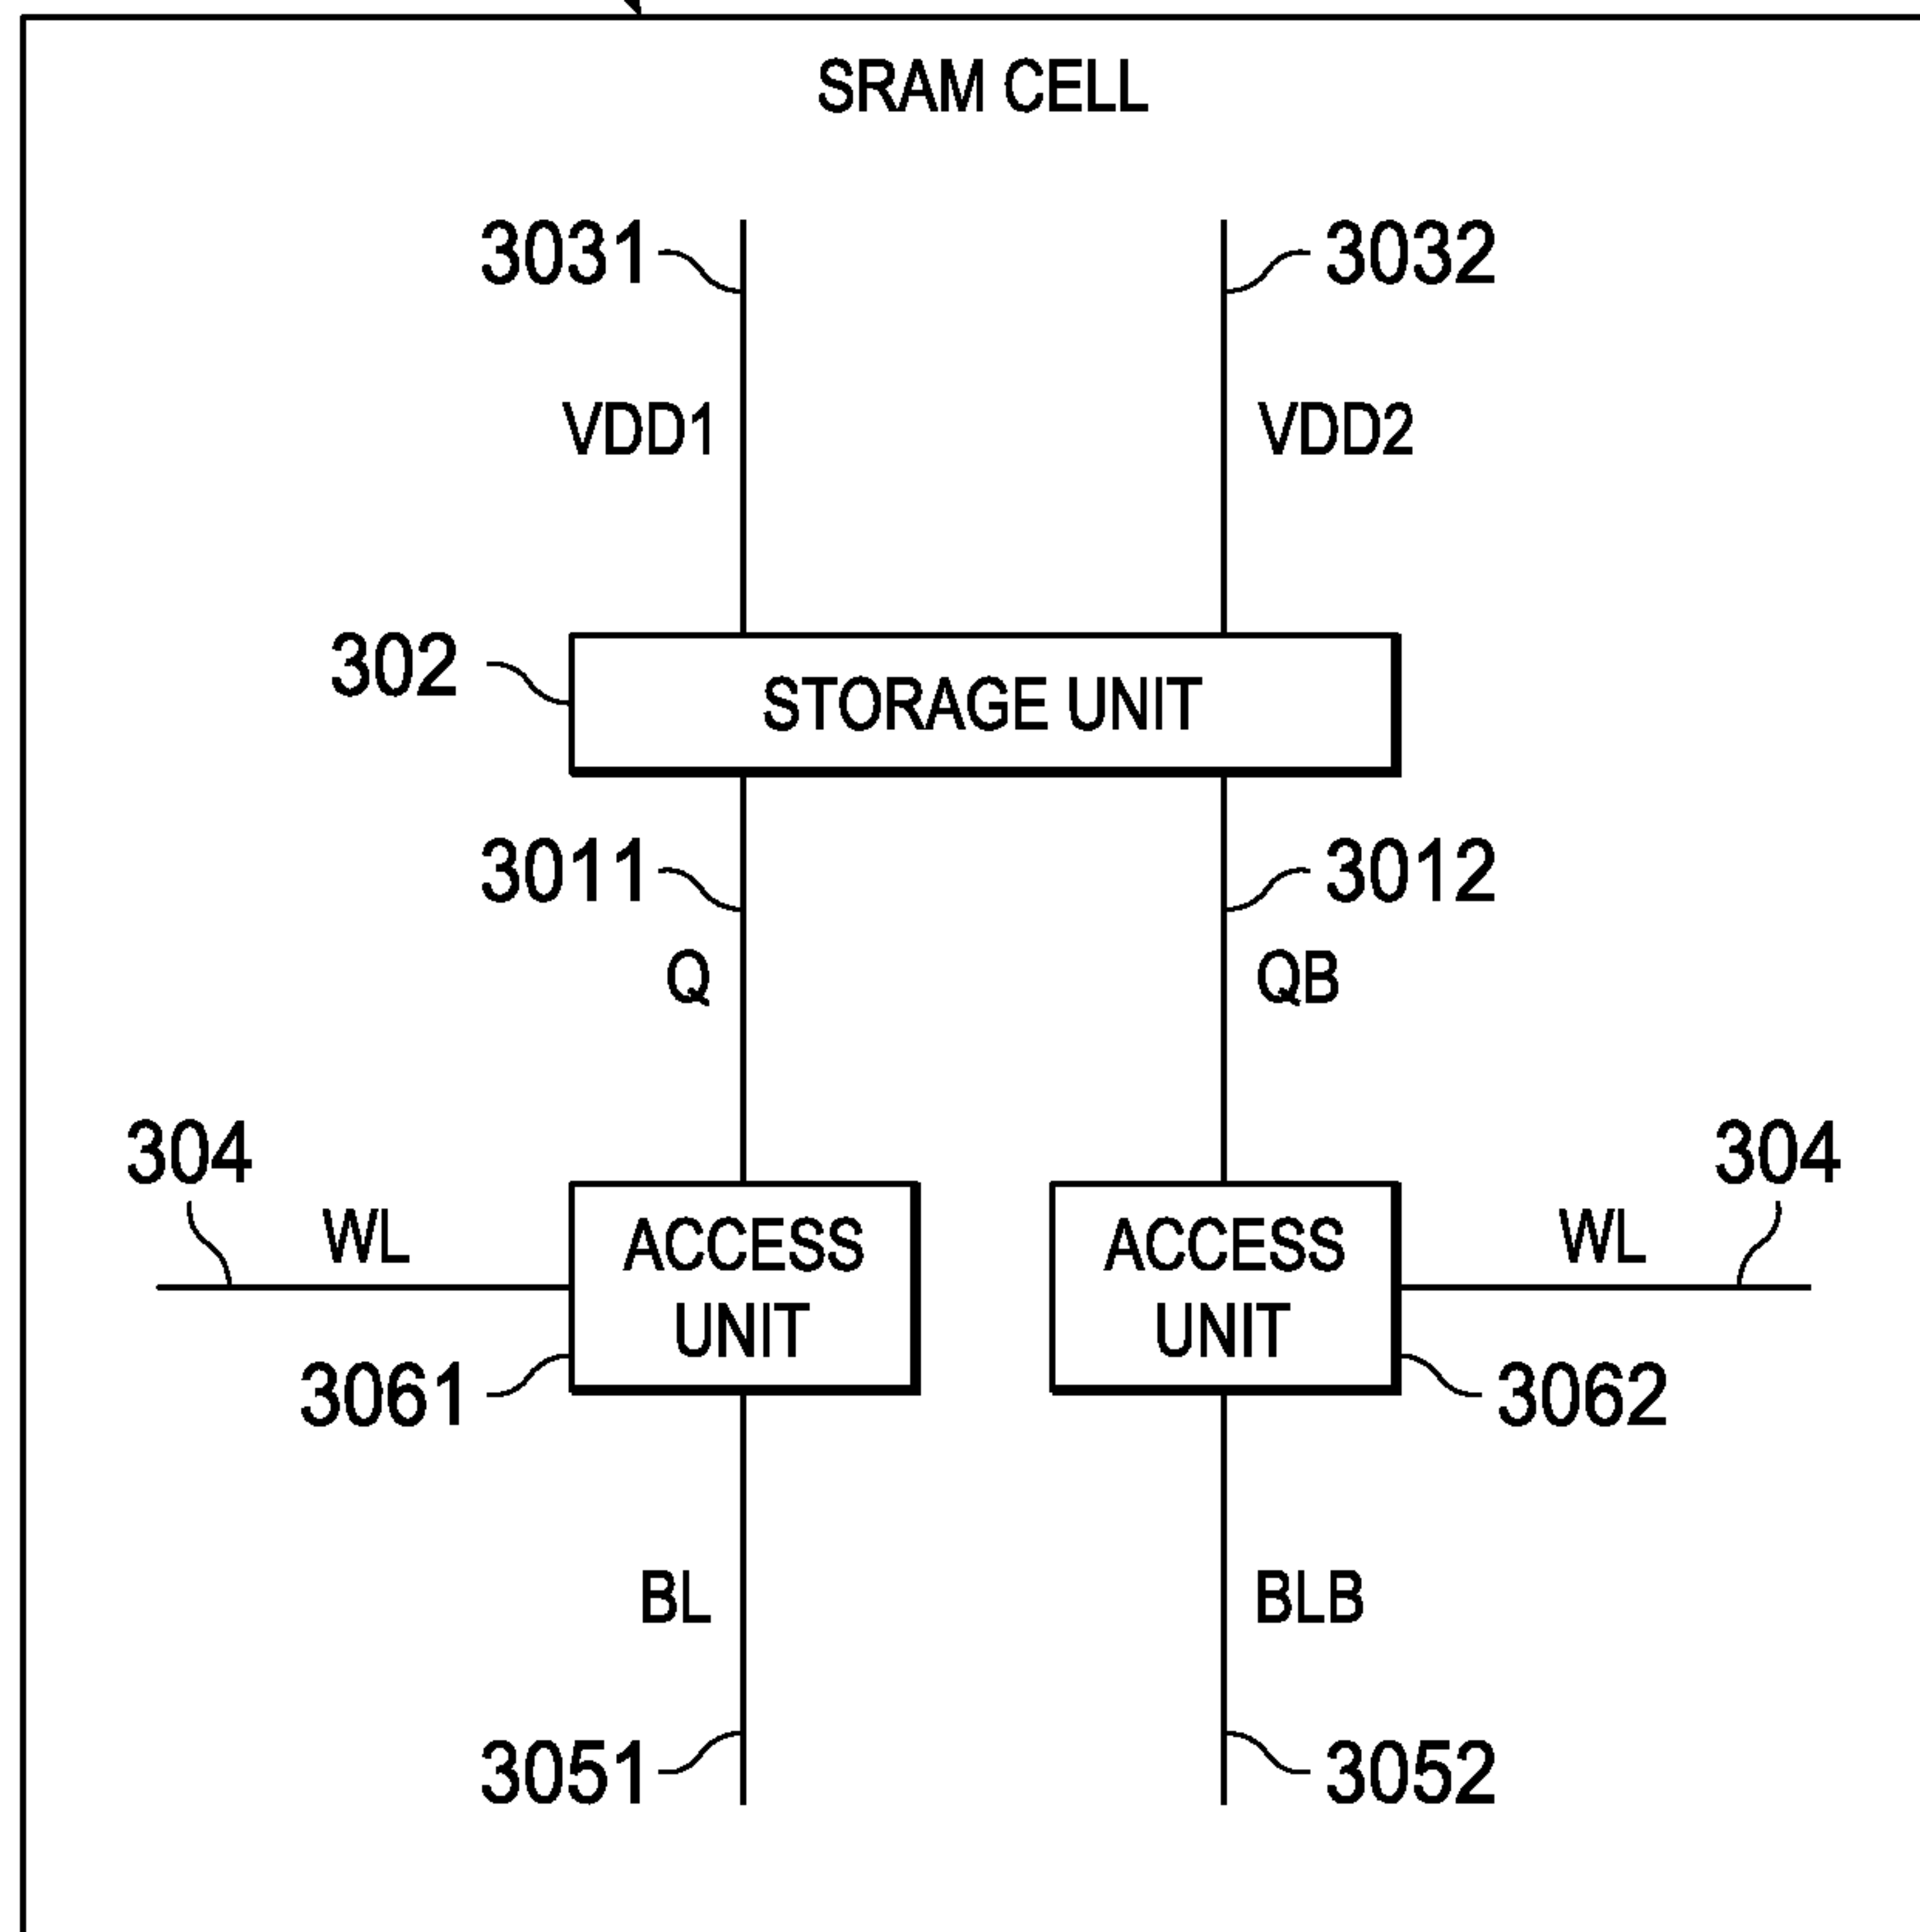 SRAM CELL
3031
3032
VDD1
VDD2
302
STORAGE UNIT
3011
3012
Q
QB
304
304
WL
ACCESS
UNIT
ACCESS
UNIT
WL
3061
3062
BL
BLB
3051
3052